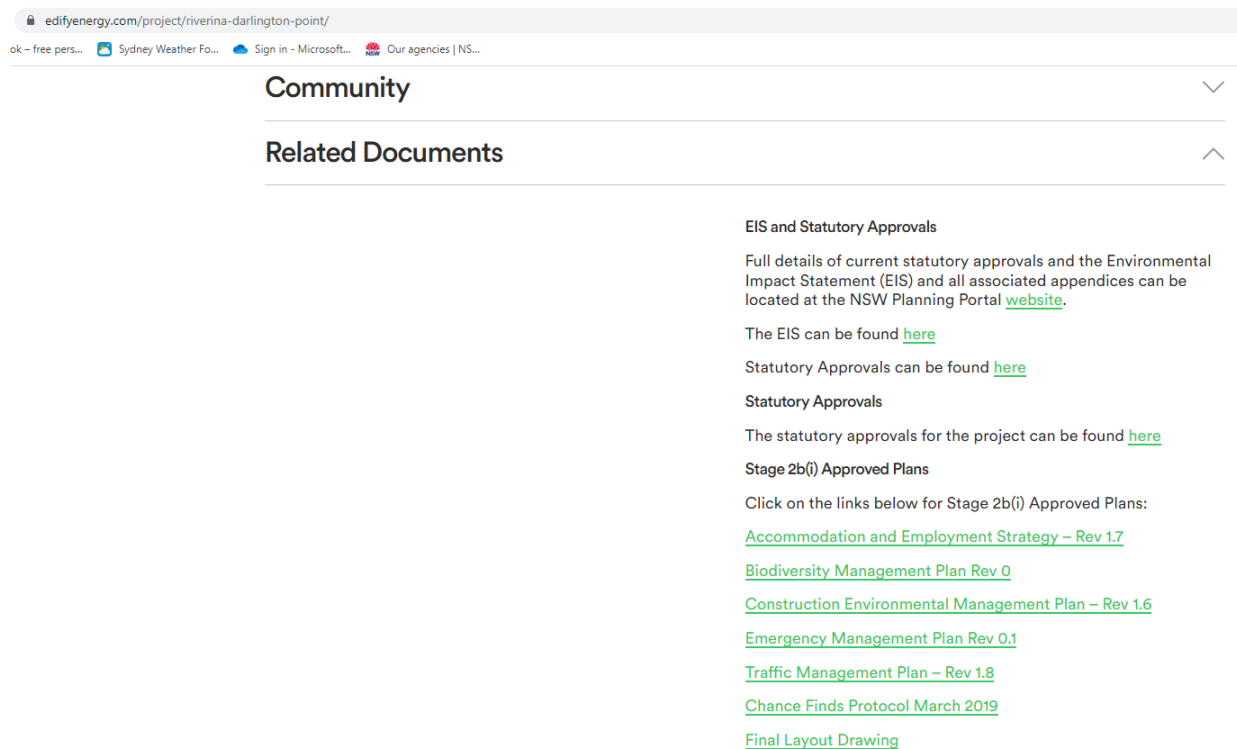 edifyenergy.com/project/riverina-darlington-point/
ok – free pers... Sydney Weather Fo... Sign in - Microsoft... NSW Our agencies | NS...
Community
Related Documents
EIS and Statutory Approvals
Full details of current statutory approvals and the Environmental
Impact Statement (EIS) and all associated appendices can be
located at the NSW Planning Portal website.
The EIS can be found here
Statutory Approvals can be found here
Statutory Approvals
The statutory approvals for the project can be found here
Stage 2b(i) Approved Plans
Click on the links below for Stage 2b(i) Approved Plans:
Accommodation and Employment Strategy – Rev 1.7
Biodiversity Management Plan Rev 0
Construction Environmental Management Plan – Rev 1.6
Emergency Management Plan Rev 0.1
Traffic Management Plan – Rev 1.8
Chance Finds Protocol March 2019
Final Layout Drawing